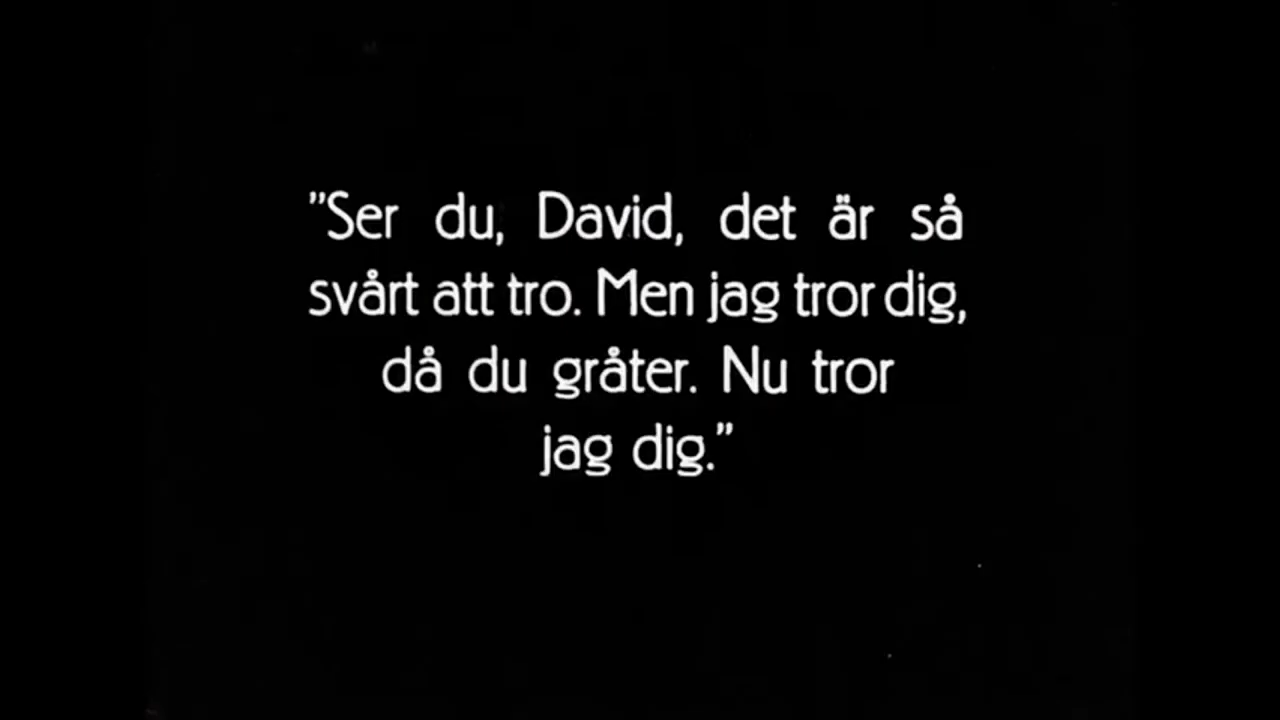 ”Ser du, David, det är så
svårt att tro. Men jag tror dig,
då du gråter. Nu tror
jag dig.”